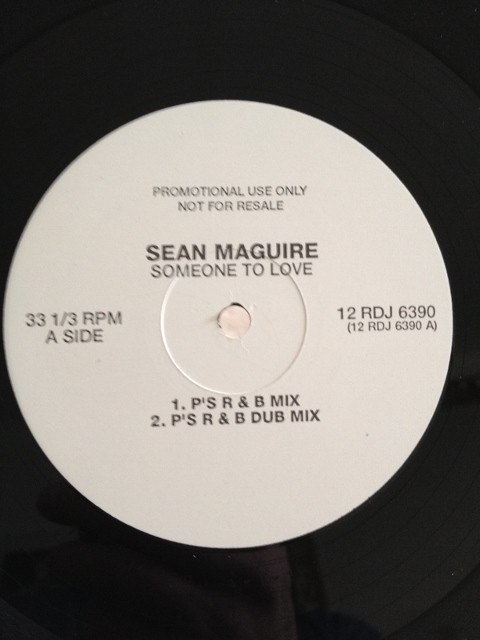 PROMOTIONAL USE ONLY
NOT FOR RESALE
SEAN MAGUIRE
SOMEONE TO LOVE
33 1/3 RPM
A SIDE
12 RDJ 6390
(12 RDJ 6390 A)
1. P'S R & B MIX
2. P'S R & B DUB MIX